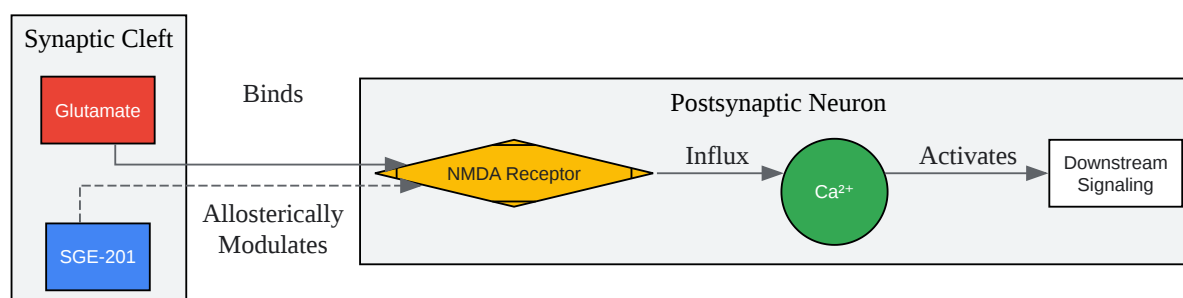 Synaptic Cleft
Glutamate
SGE-201
Binds
Allosterically
Modulates
Postsynaptic Neuron
NMDA Receptor
Influx
Ca²⁺
Activates
Downstream
Signaling